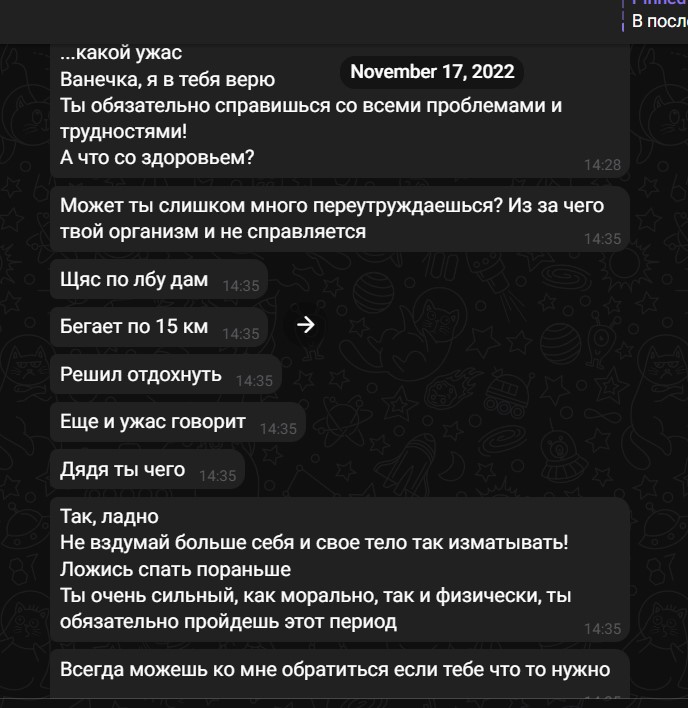 В посл
...какой ужас
November 17, 2022
Ванечка, я в тебя верю
Ты обязательно справишься со всеми проблемами и
трудностями!
А что со здоровьем?
14:28
Может ты слишком много переутруждаешься? Из за чего
твой организм и не справляется
14:35
Щяс по лбу дам 14:35
Бегает по 15 км 14:35
Решил отдохнуть 14:35
Еще и ужас говорит 14:35
Дядя ты чего 14:35
Так, ладно
Не вздумай больше себя и свое тело так изматывать!
Ложись спать пораньше
Ты очень сильный, как морально, так и физически, ты
обязательно пройдешь этот период
14:35
Всегда можешь ко мне обратиться если тебе что то нужно